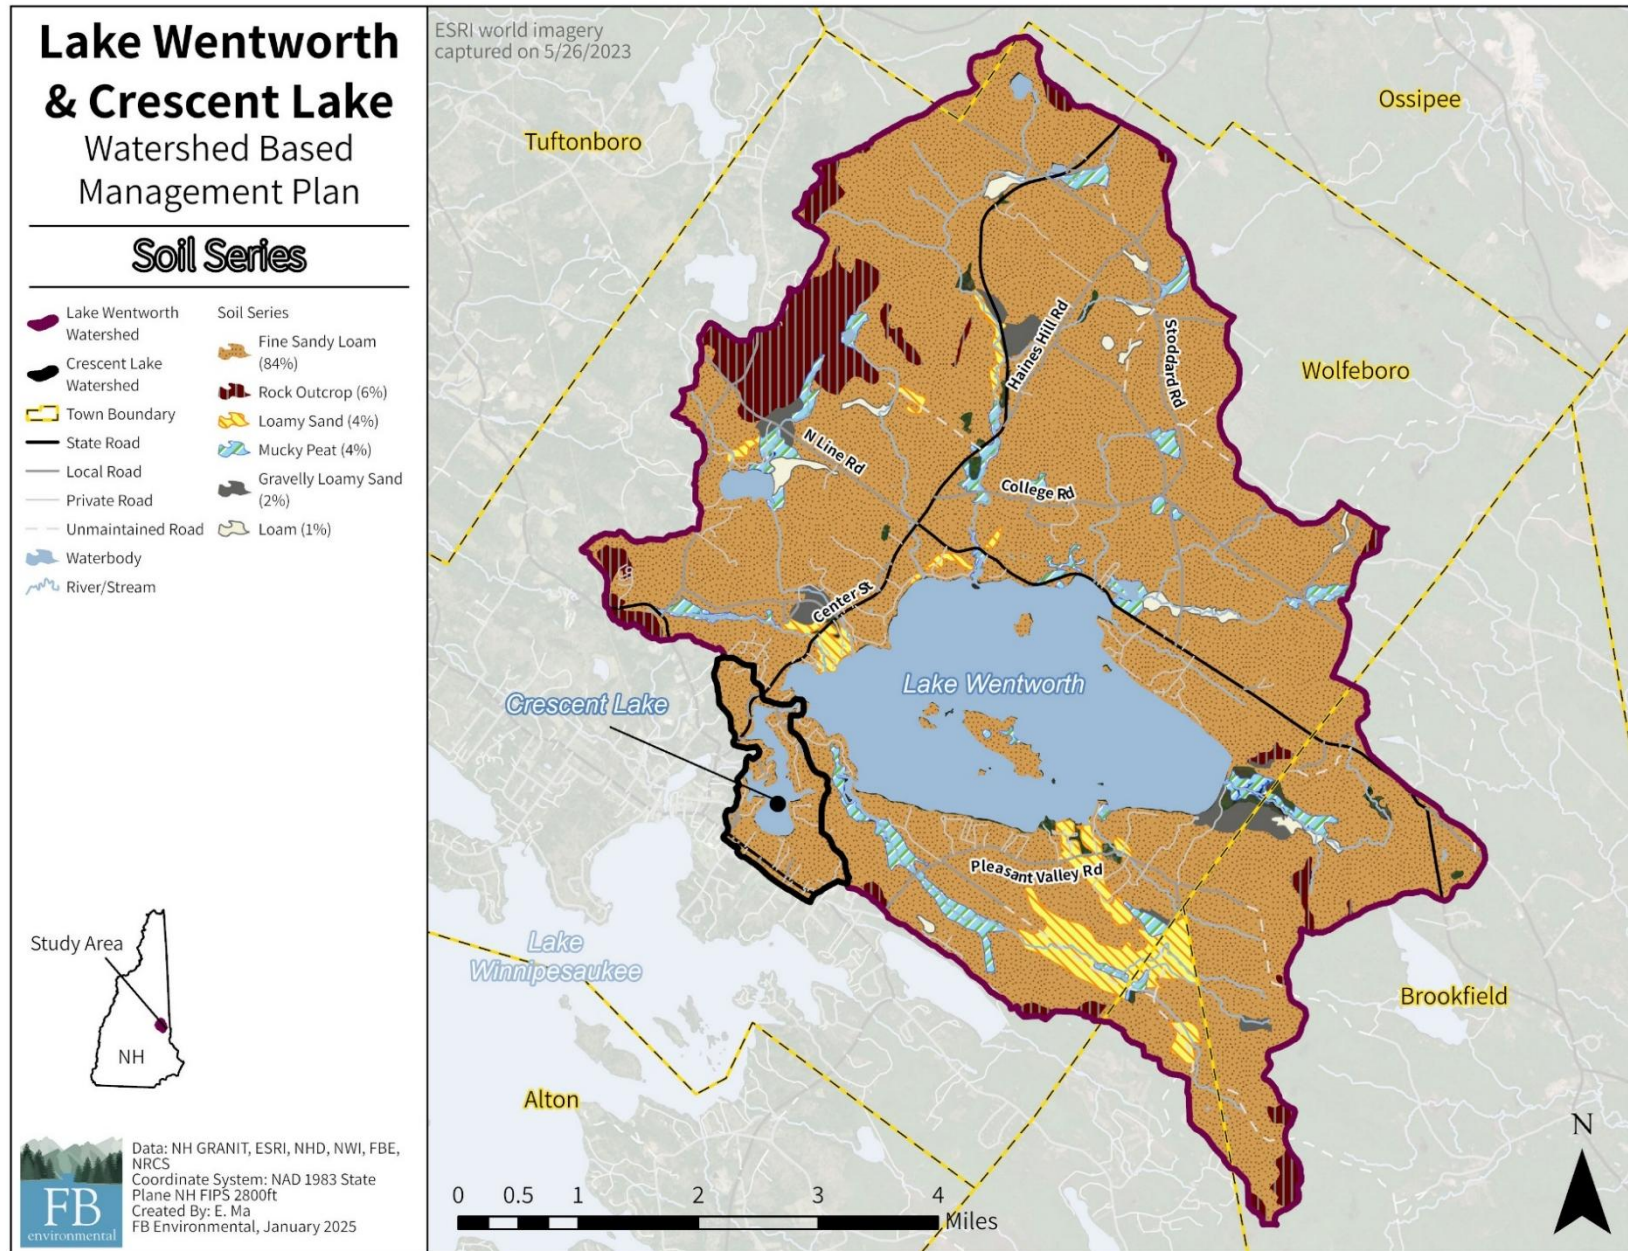 Lake Wentworth
& Crescent Lake
Watershed Based
Management Plan
Soil Series
Lake Wentworth
Watershed
Crescent Lake
Watershed
Town Boundary
State Road
Local Road
Private Road
Unmaintained Road
Waterbody
River/Stream
Soil Series
Fine Sandy Loam
(84%)
Rock Outcrop (6%)
Loamy Sand (4%)
Mucky Peat (4%)
Gravelly Loamy Sand
(2%)
Loam (1%)
Study Area
NH
FB
environmental
Data: NH GRANIT, ESRI, NHD, NWI, FBE,
NRCS
Coordinate System: NAD 1983 State
Plane NH FIPS 2800ft
Created By: E. Ma
FB Environmental, January 2025
ESRI world imagery
captured on 5/26/2023
Tuftonboro
Ossipee
Wolfeboro
Haines Hill Rd
Stoddard Rd
N Line Rd
College Rd
Center St
Lake Wentworth
Crescent Lake
Pleasant Valley Rd
Lake
Winnipesaukee
Brookfield
Alton
N
0 0.5 1 2 3 4
Miles